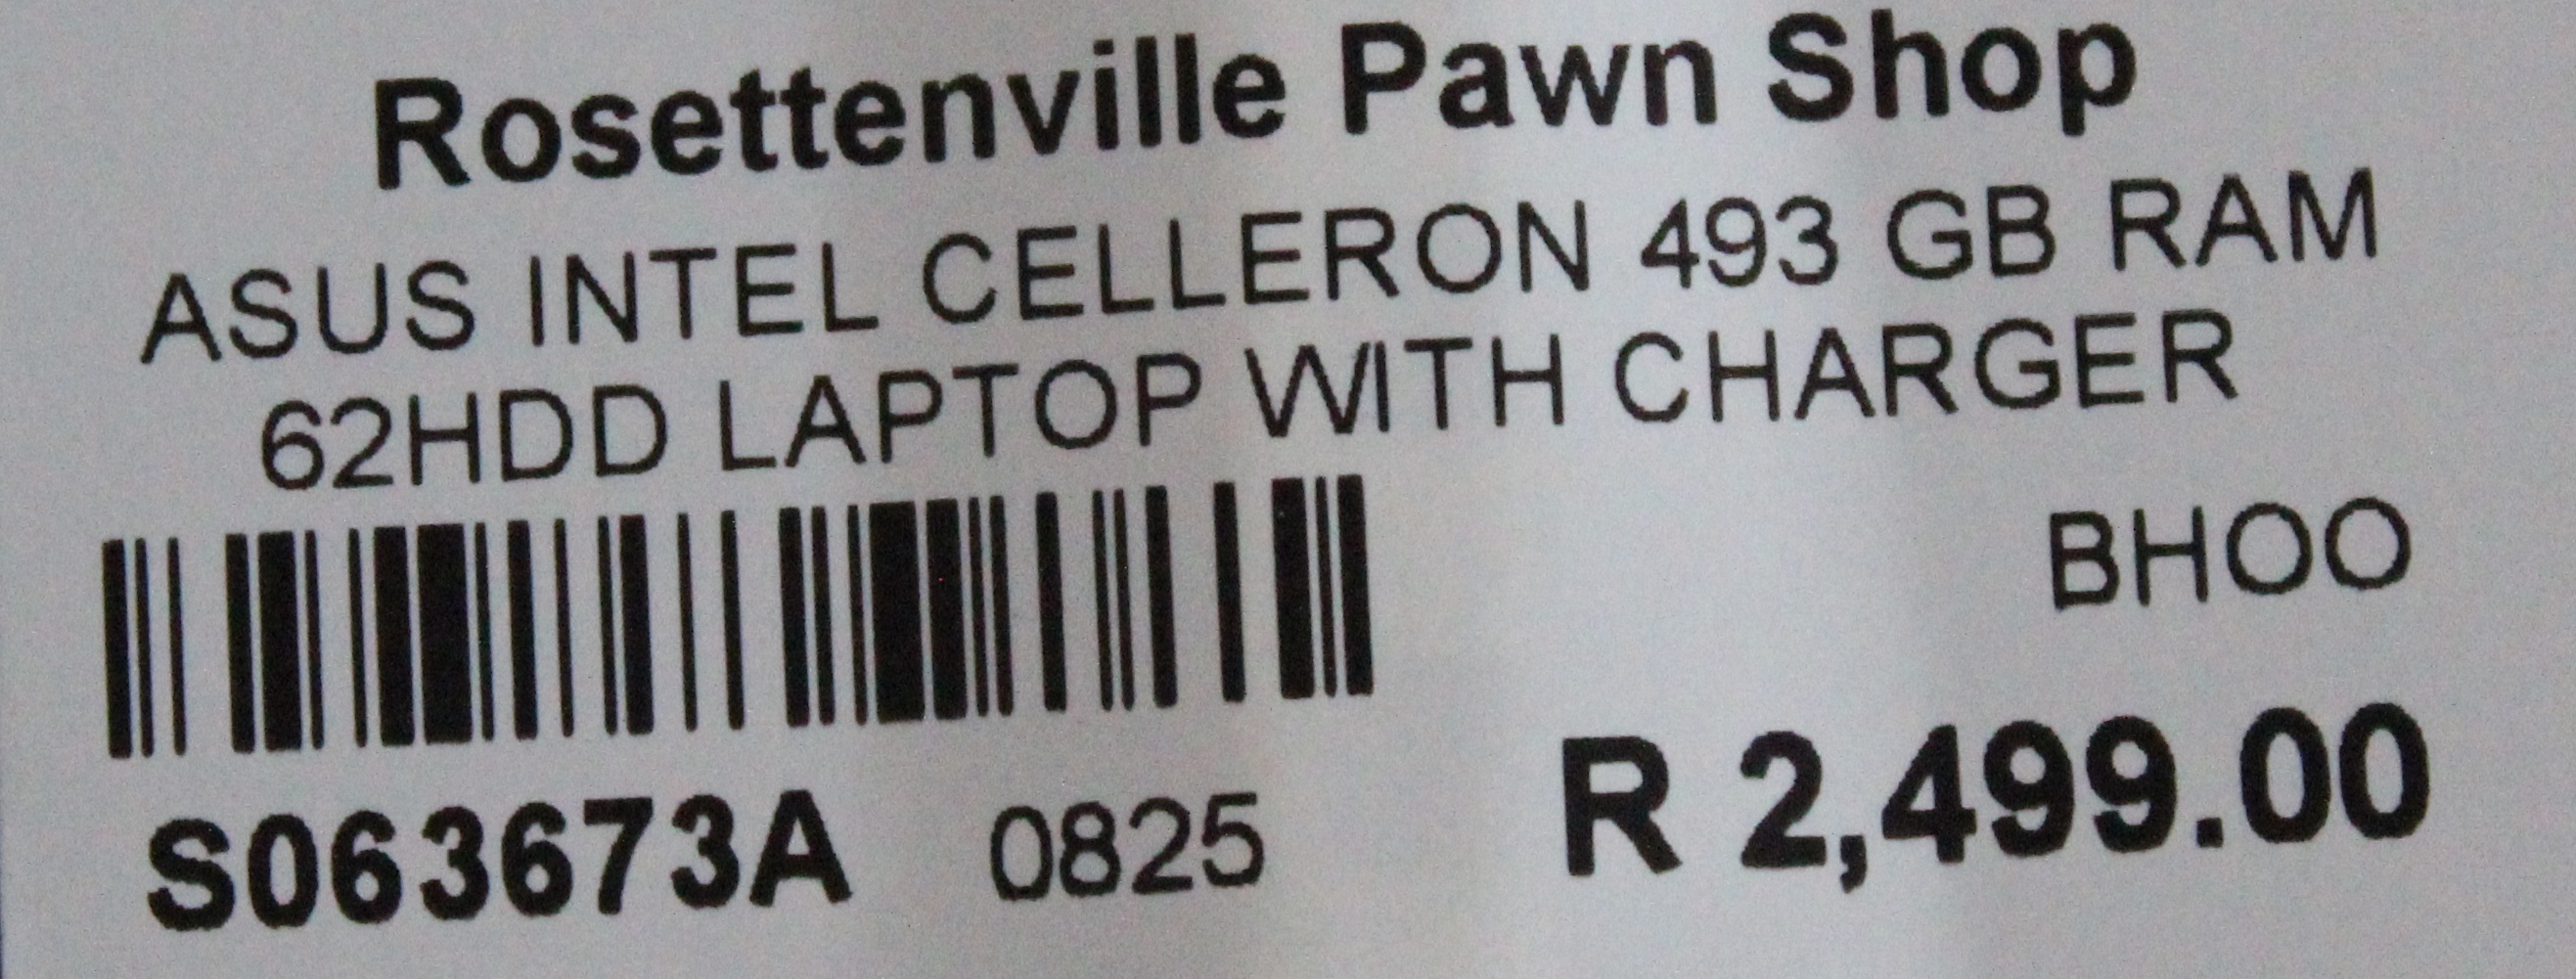 Rosettenville Pawn Shop
ASUS INTEL CELLERON 493 GB RAM
62HDD LAPTOP WITH CHARGER
BHOO
S063673A 0825 R 2,499.00